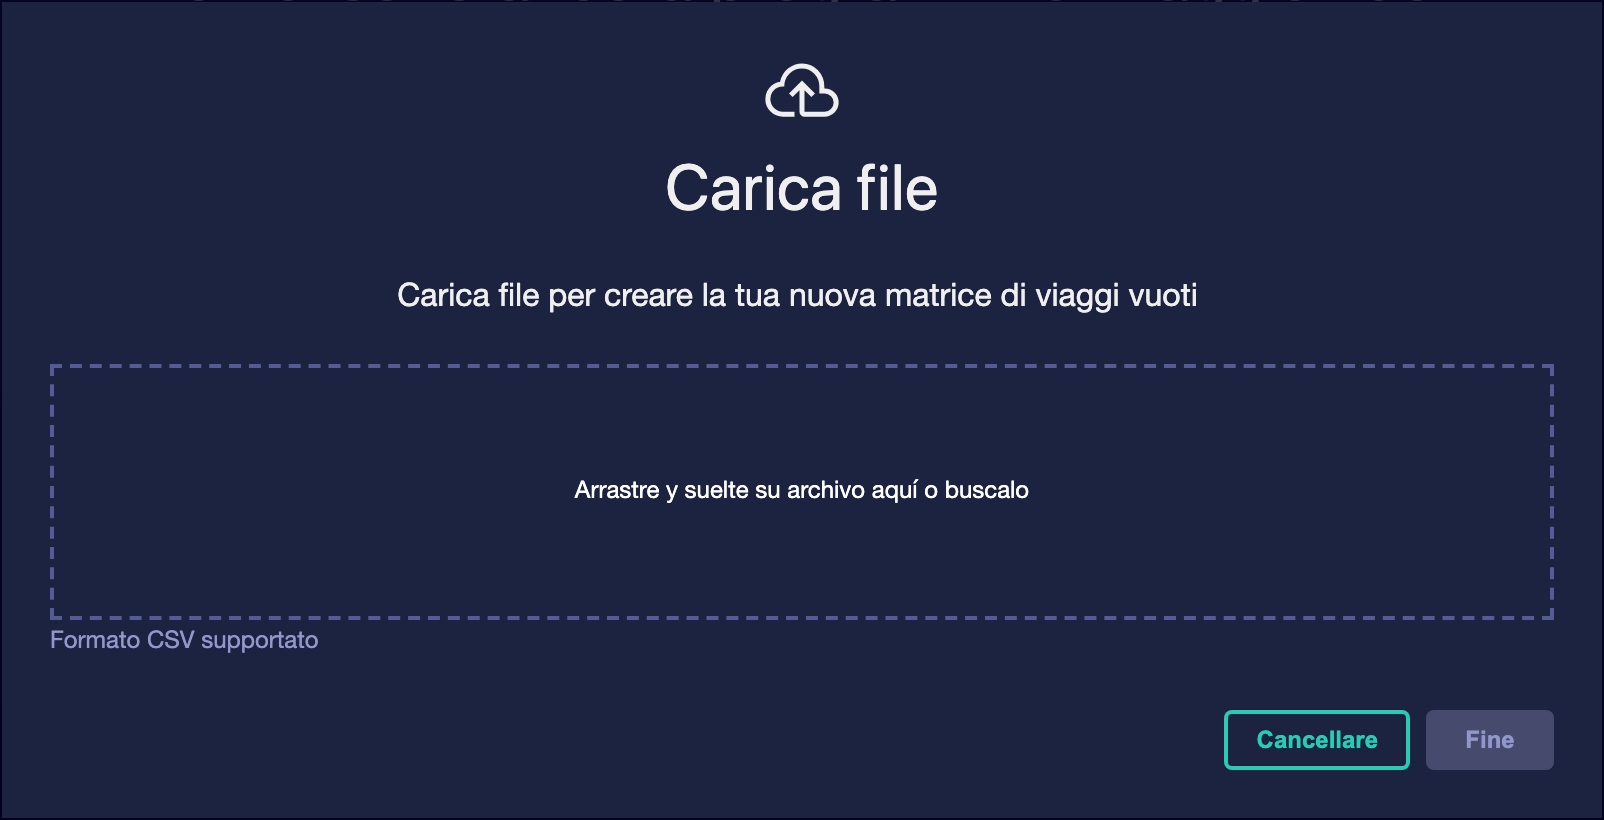 Carica file
Carica file per creare la tua nuova matrice di viaggi vuoti
Arrastre y suelte su archivo aquí o buscalo
Formato CSV supportato
Cancellare
Fine